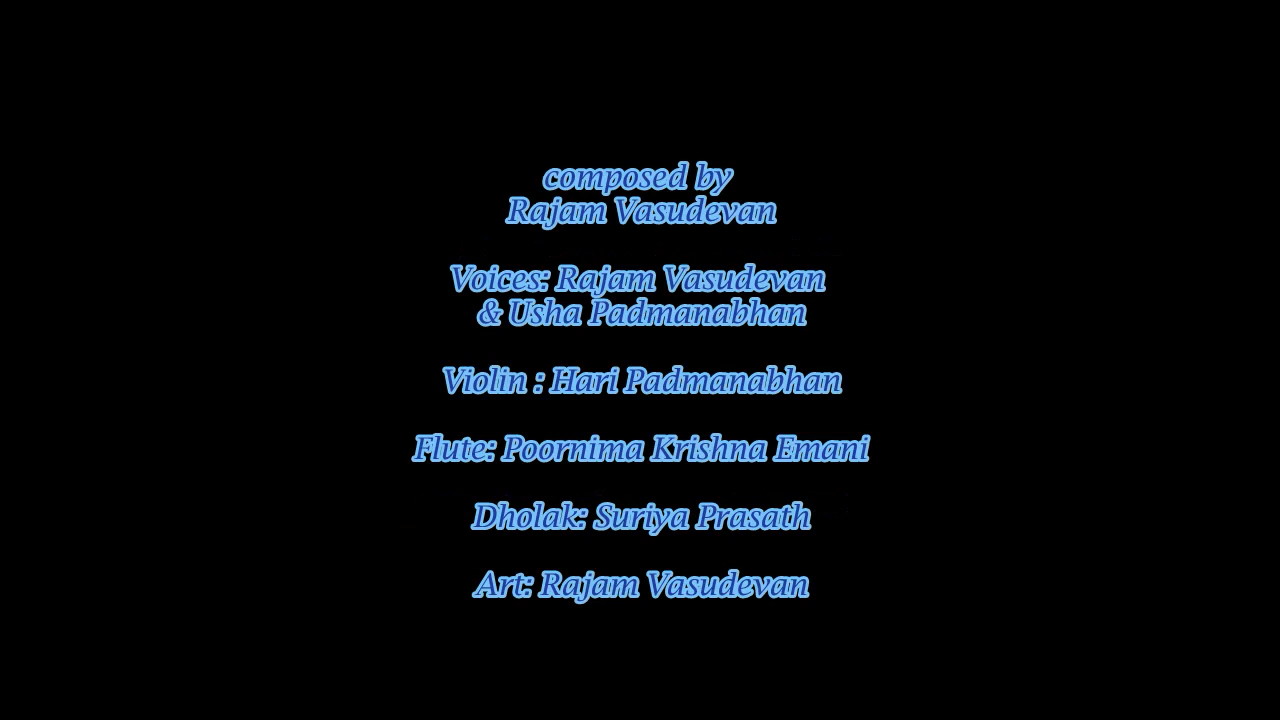 composed by
Rajam Vasudevan
Voices: Rajam Vasudevan
& Usha Padmanabhan
Violin : Hari Padmanabhan
Flute: Poornima Krishna Emani
Dholak: Suriya Prasath
Art: Rajam Vasudevan